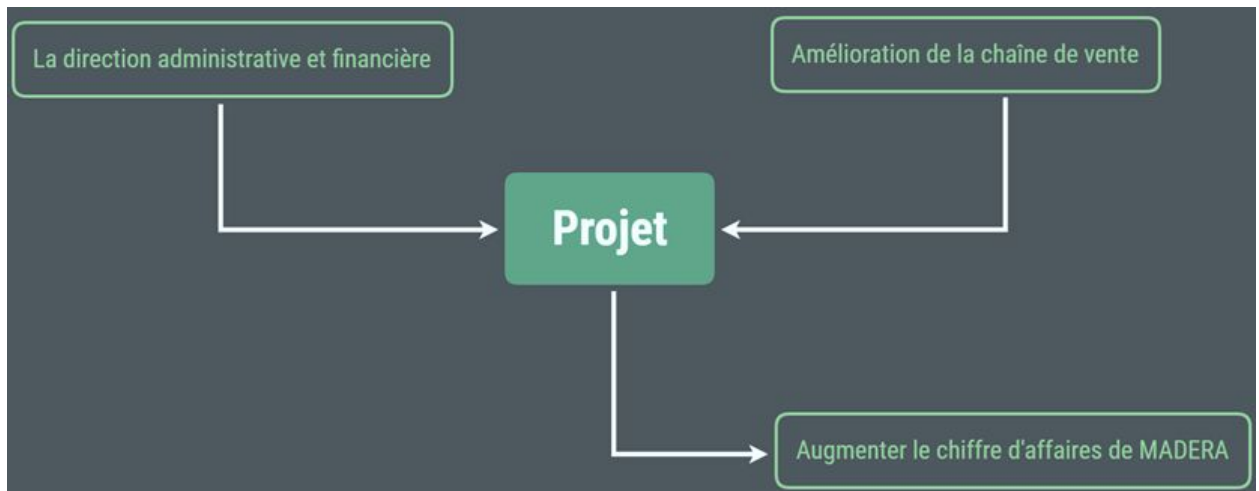 La direction administrative et financière
Amélioration de la chaîne de vente
Projet
Augmenter le chiffre d'affaires de MADERA